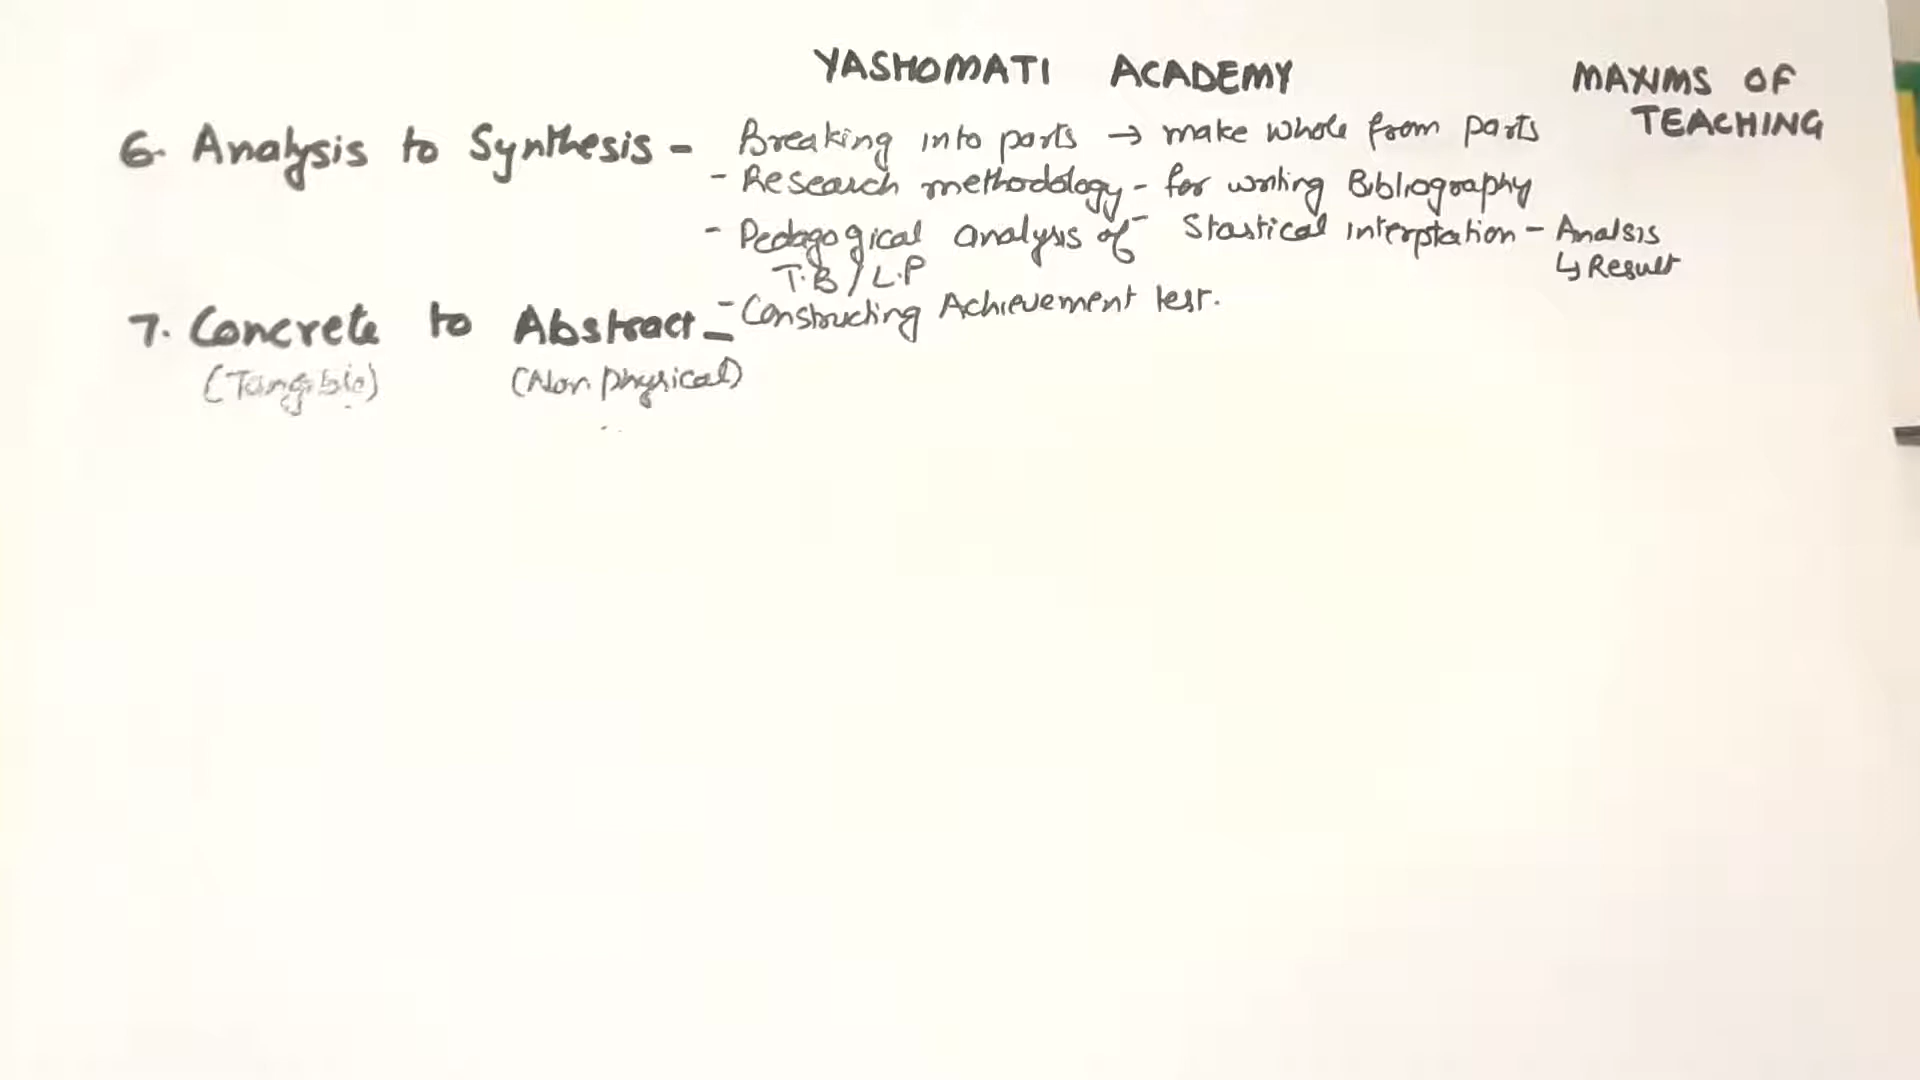 YASHOMATI ACADEMY
MAXIMS OF
TEACHING
6. Analysis to Synthesis - Breaking into parts → make whole from parts
- Research methodology - for writing Bibliography
- Pedagogical analysis of - Stastical interptation - Analsis
T.B / L.P ↳ Result
- Constructing Achievement test.
7. Concrete to Abstract -
(Tangible) (Non physical)